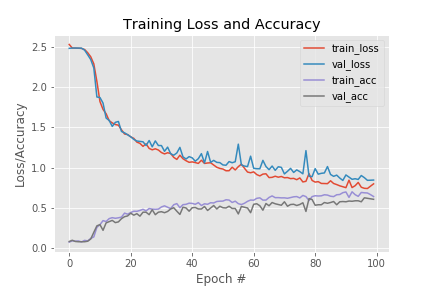 Training Loss and Accuracy
2.5
2.0
1.5
1.0
0.5
0.0
Loss/Accuracy
train_loss
val_loss
train_acc
val_acc
0 20 40 60 80 100
Epoch #